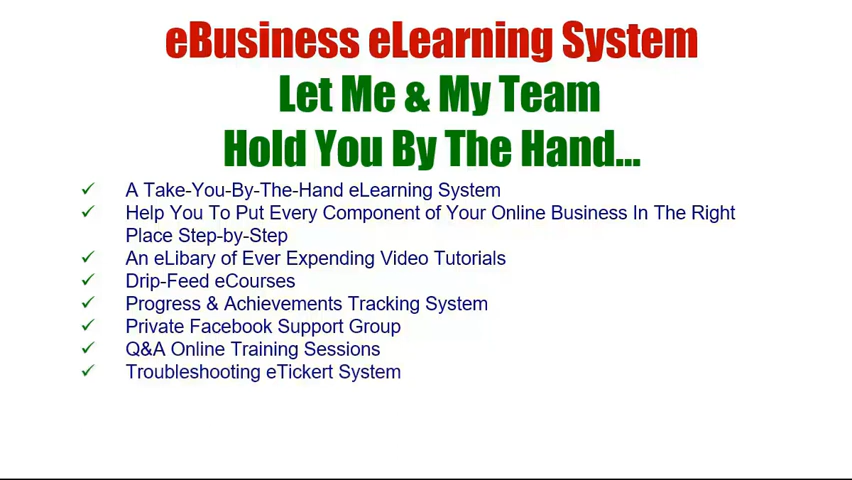 eBusiness eLearning System
Let Me & My Team
Hold You By The Hand...
✓ A Take-You-By-The-Hand eLearning System
✓ Help You To Put Every Component of Your Online Business In The Right
Place Step-by-Step
✓ An eLibary of Ever Expending Video Tutorials
✓ Drip-Feed eCourses
✓ Progress & Achievements Tracking System
✓ Private Facebook Support Group
✓ Q&A Online Training Sessions
✓ Troubleshooting eTickert System